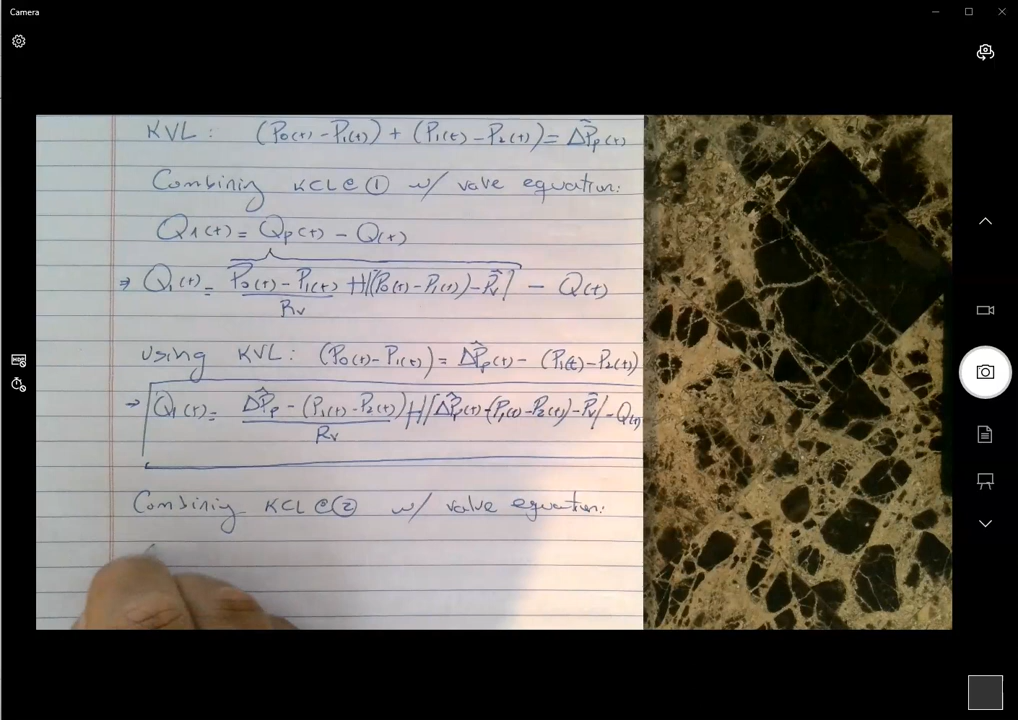 Camera
KVL: (P₀(t) - P₁(t)) + (P₁(t) - P₂(t)) = ΔP̂p(t)
Combining KCL @ ① w/ valve equation:
Q₁(t) = Qp(t) - Q(t)
⇒ Q₁(t) = (P₀(t) - P₁(t))/Rv H[(P₀(t) - P₁(t)) - P̂v] - Q(t)
using KVL: (P₀(t) - P₁(t)) = ΔP̂p(t) - (P₁(t) - P₂(t))
→ Q₁(t) = (ΔP̂p - (P₁(t) - P₂(t)))/Rv H[ΔP̂p(t) - (P₁(t) - P₂(t)) - P̂v] - Q(t)
Combining KCL @ ② w/ valve equation: